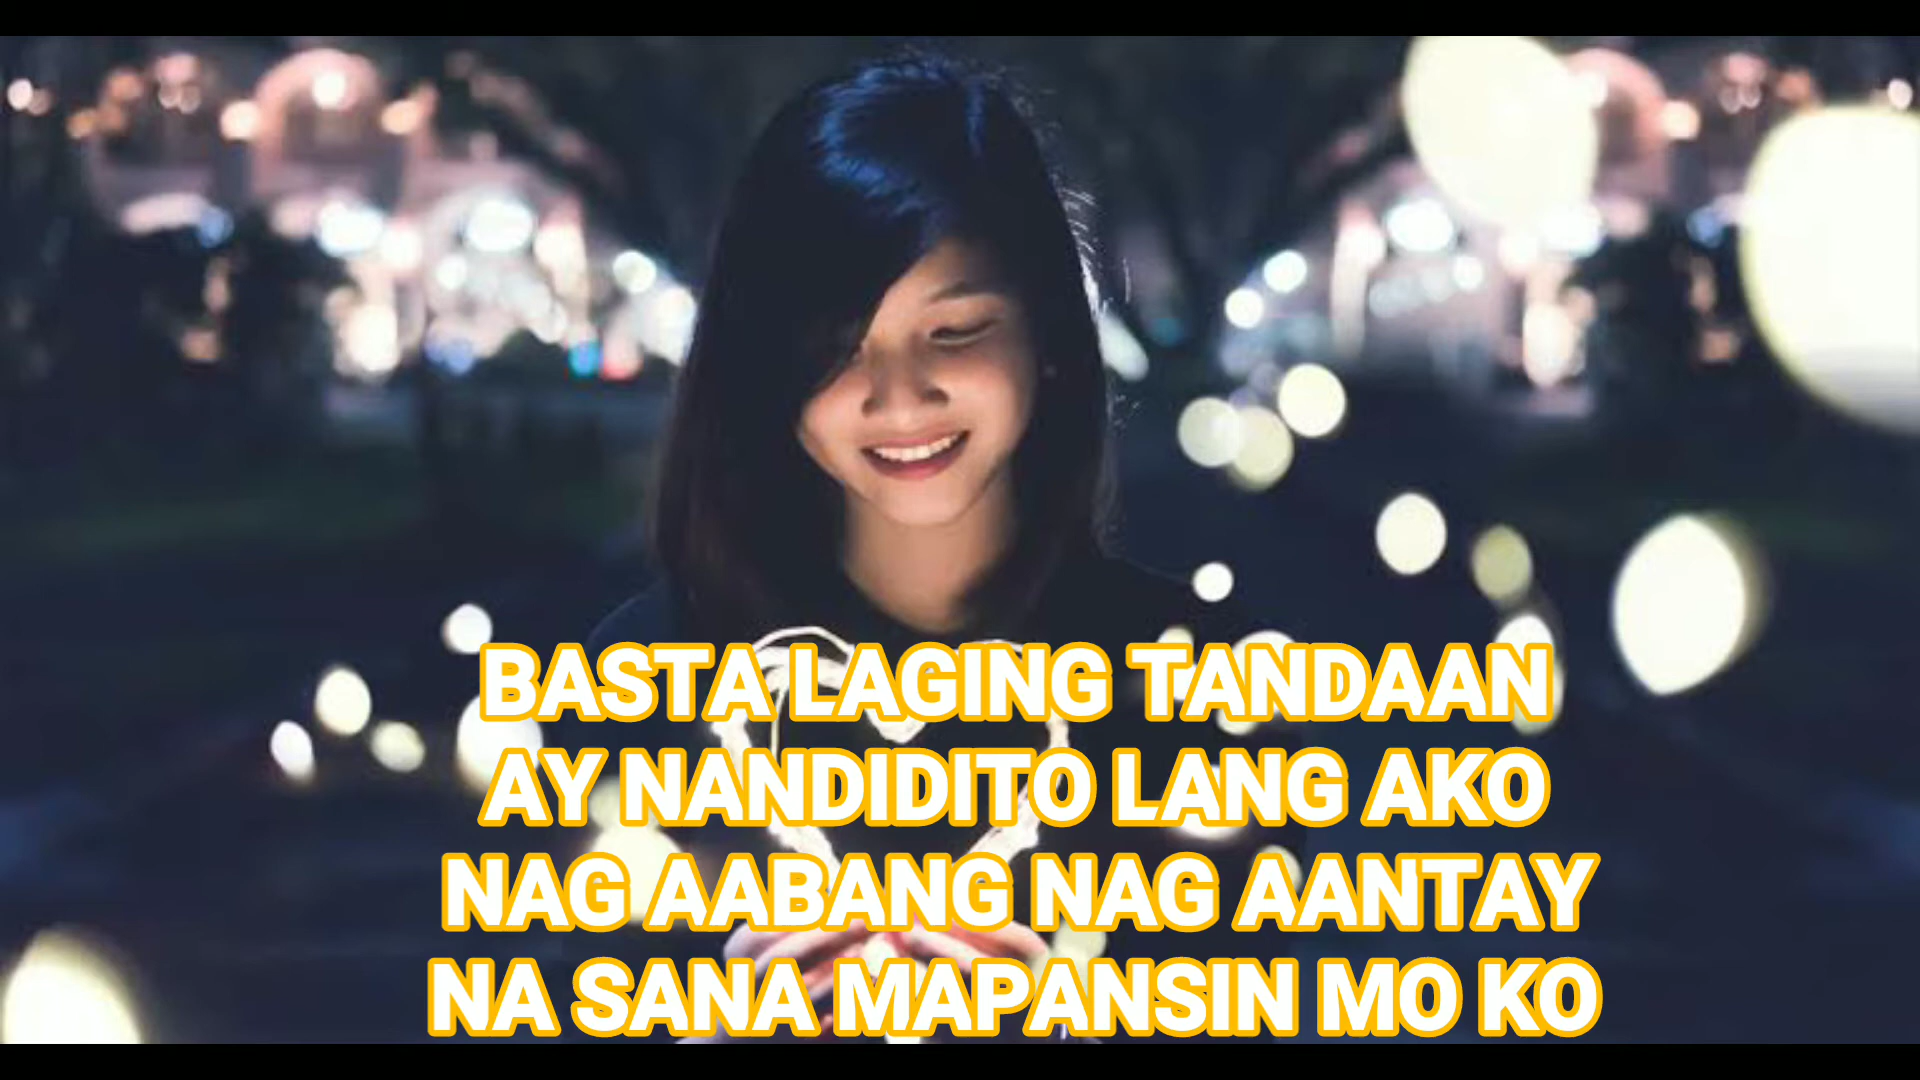 BASTA LAGING TANDAAN
AY NANDIDITO LANG AKO
NAG AABANG NAG AANTAY
NA SANA MAPANSIN MO KO